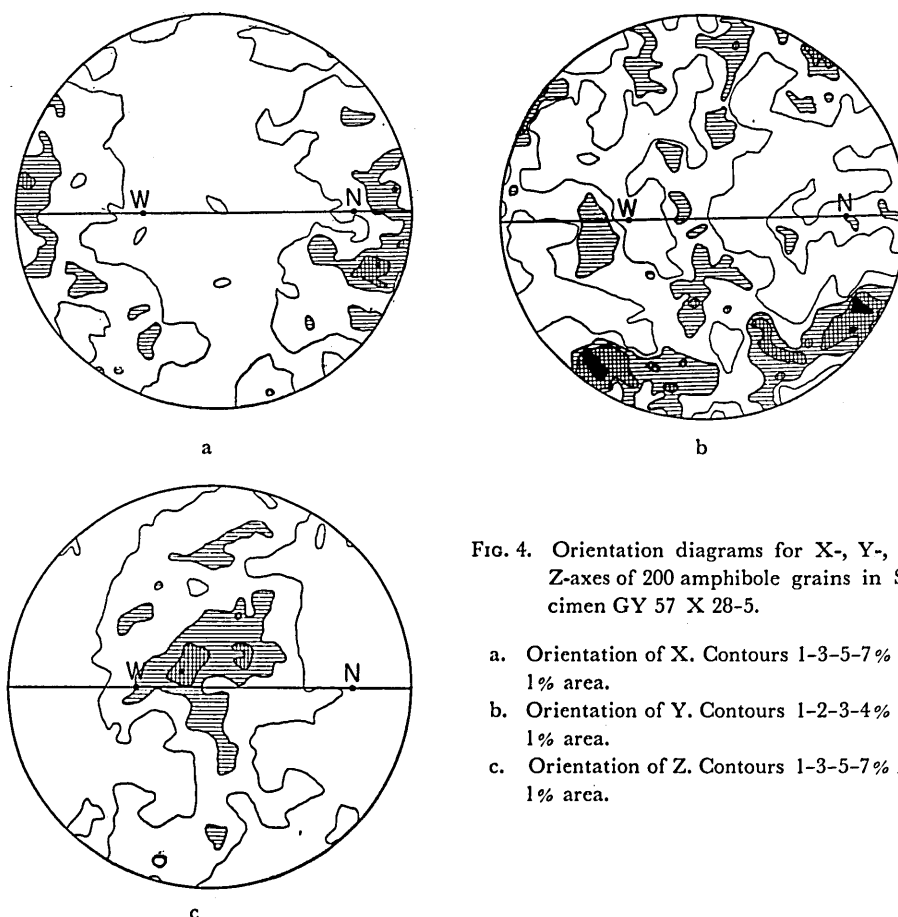 W N
a
W N
b
W N
c
FIG. 4. Orientation diagrams for X-, Y-,
Z-axes of 200 amphibole grains in
cimen GY 57 X 28-5.
a. Orientation of X. Contours 1-3-5-7%
1% area.
b. Orientation of Y. Contours 1-2-3-4%
1% area.
c. Orientation of Z. Contours 1-3-5-7%
1% area.